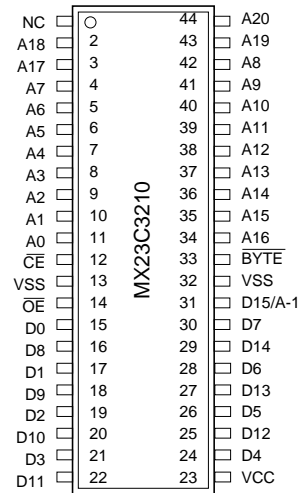 NC 44 A20
A18 2 43 A19
A17 3 42 A8
A7 4 41 A9
A6 5 40 A10
A5 6 39 A11
A4 7 38 A12
A3 8 37 A13
A2 9 36 A14
A1 10 35 A15
A0 11 34 A16
CE 12 33 BYTE
VSS 13 32 VSS
OE 14 31 D15/A-1
D0 15 30 D7
D8 16 29 D14
D1 17 28 D6
D9 18 27 D13
D2 19 26 D5
D10 20 25 D12
D3 21 24 D4
D11 22 23 VCC
MX23C3210